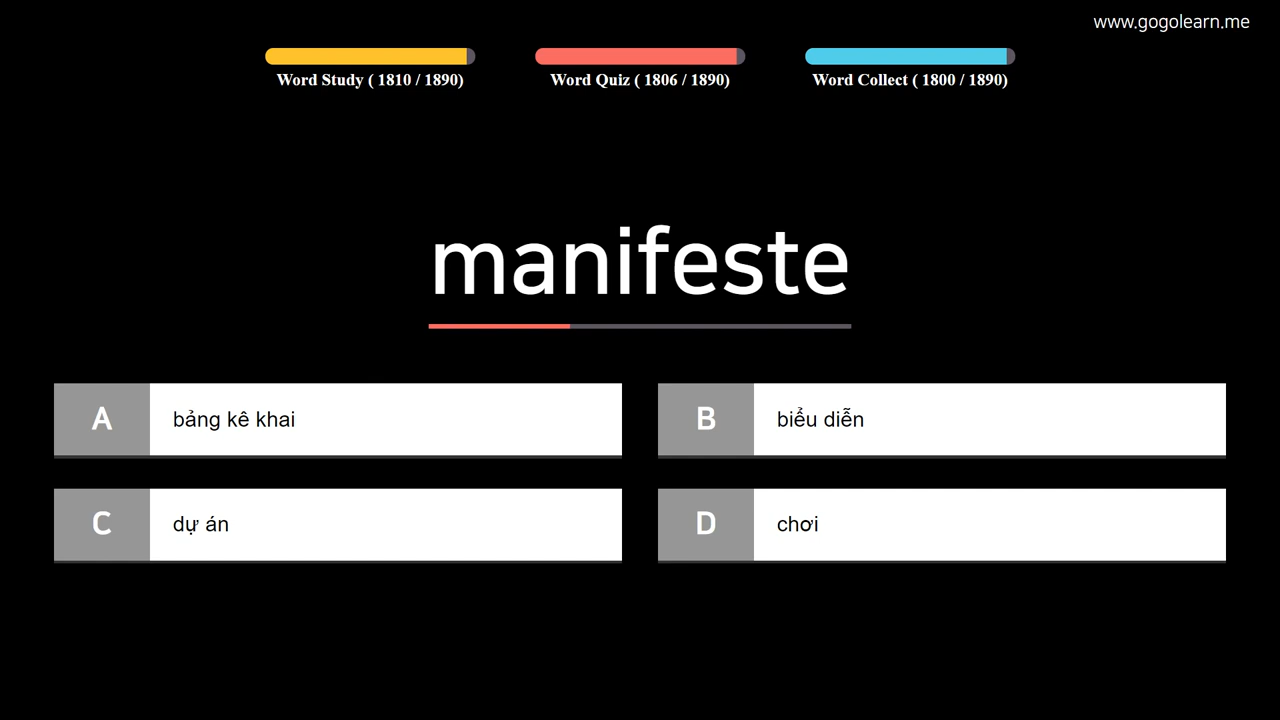 www.gogolearn.me
Word Study ( 1810 / 1890)
Word Quiz ( 1806 / 1890)
Word Collect ( 1800 / 1890)
manifeste
A bảng kê khai
B biểu diễn
C dự án
D chơi